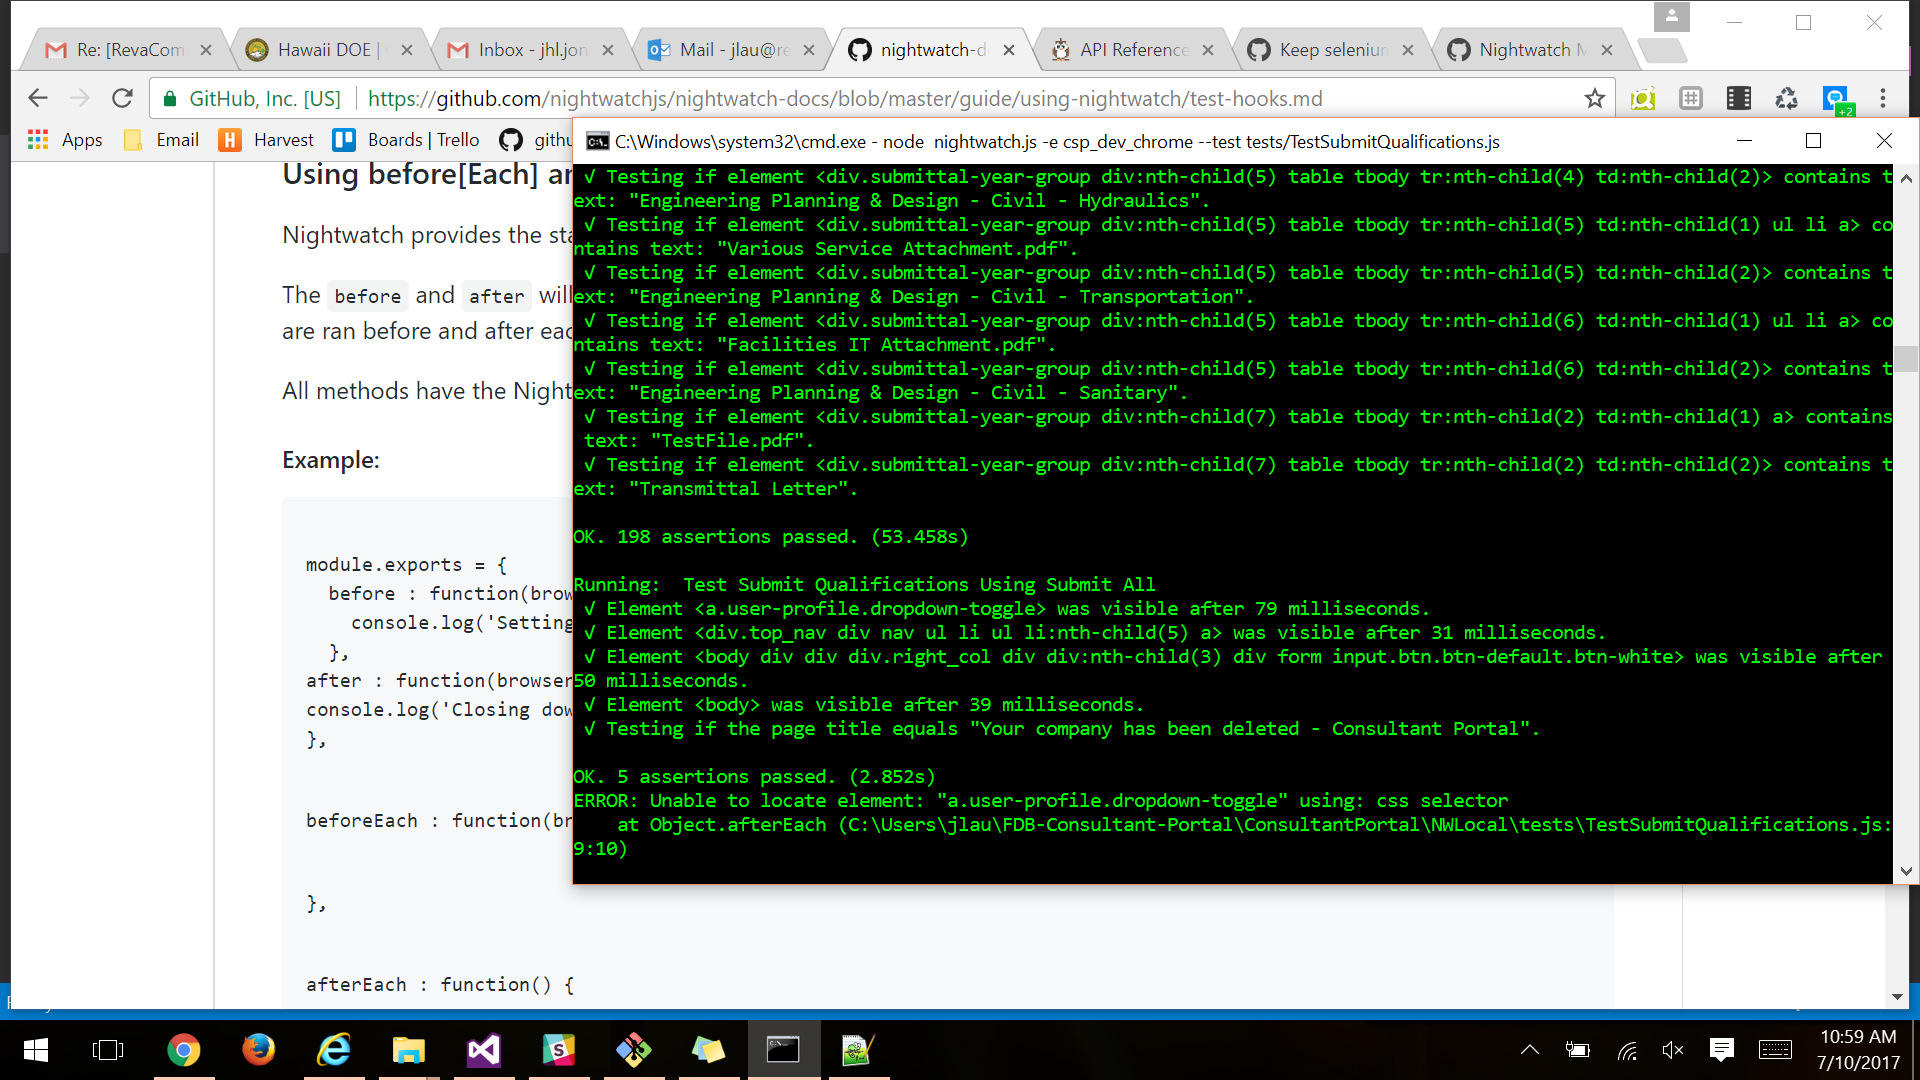 Re: [RevaCom
Hawaii DOE |
Inbox - jhl.jon
Mail - jlau@re
nightwatch-d
API Reference
Keep seleniu
Nightwatch M
GitHub, Inc. [US]
https://github.com/nightwatchjs/nightwatch-docs/blob/master/guide/using-nightwatch/test-hooks.md
+2
Apps
Email
Harvest
Boards | Trello
githu
C:\Windows\system32\cmd.exe - node  nightwatch.js -e csp_dev_chrome --test tests/TestSubmitQualifications.js
√ Testing if element <div.submittal-year-group div:nth-child(5) table tbody tr:nth-child(4) td:nth-child(2)> contains t
ext: "Engineering Planning & Design - Civil - Hydraulics".
√ Testing if element <div.submittal-year-group div:nth-child(5) table tbody tr:nth-child(5) td:nth-child(1) ul li a> co
ntains text: "Various Service Attachment.pdf".
√ Testing if element <div.submittal-year-group div:nth-child(5) table tbody tr:nth-child(5) td:nth-child(2)> contains t
ext: "Engineering Planning & Design - Civil - Transportation".
√ Testing if element <div.submittal-year-group div:nth-child(5) table tbody tr:nth-child(6) td:nth-child(1) ul li a> co
ntains text: "Facilities IT Attachment.pdf".
√ Testing if element <div.submittal-year-group div:nth-child(5) table tbody tr:nth-child(6) td:nth-child(2)> contains t
ext: "Engineering Planning & Design - Civil - Sanitary".
√ Testing if element <div.submittal-year-group div:nth-child(7) table tbody tr:nth-child(2) td:nth-child(1) a> contains
text: "TestFile.pdf".
√ Testing if element <div.submittal-year-group div:nth-child(7) table tbody tr:nth-child(2) td:nth-child(2)> contains t
ext: "Transmittal Letter".
OK. 198 assertions passed. (53.458s)
Running:  Test Submit Qualifications Using Submit All
√ Element <a.user-profile.dropdown-toggle> was visible after 79 milliseconds.
√ Element <div.top_nav div nav ul li ul li:nth-child(5) a> was visible after 31 milliseconds.
√ Element <body div div div.right_col div div:nth-child(3) div form input.btn.btn-default.btn-white> was visible after
50 milliseconds.
√ Element <body> was visible after 39 milliseconds.
√ Testing if the page title equals "Your company has been deleted - Consultant Portal".
OK. 5 assertions passed. (2.852s)
ERROR: Unable to locate element: "a.user-profile.dropdown-toggle" using: css selector
at Object.afterEach (C:\Users\jlau\FDB-Consultant-Portal\ConsultantPortal\NWLocal\tests\TestSubmitQualifications.js:
9:10)
Using before[Each] an
Nightwatch provides the sta
The before and after will
are ran before and after eac
All methods have the Night
Example:
module.exports = {
before : function(brow
console.log('Setting
},
after : function(browser
console.log('Closing dow
},
beforeEach : function(br
},
afterEach : function() {
10:59 AM
7/10/2017